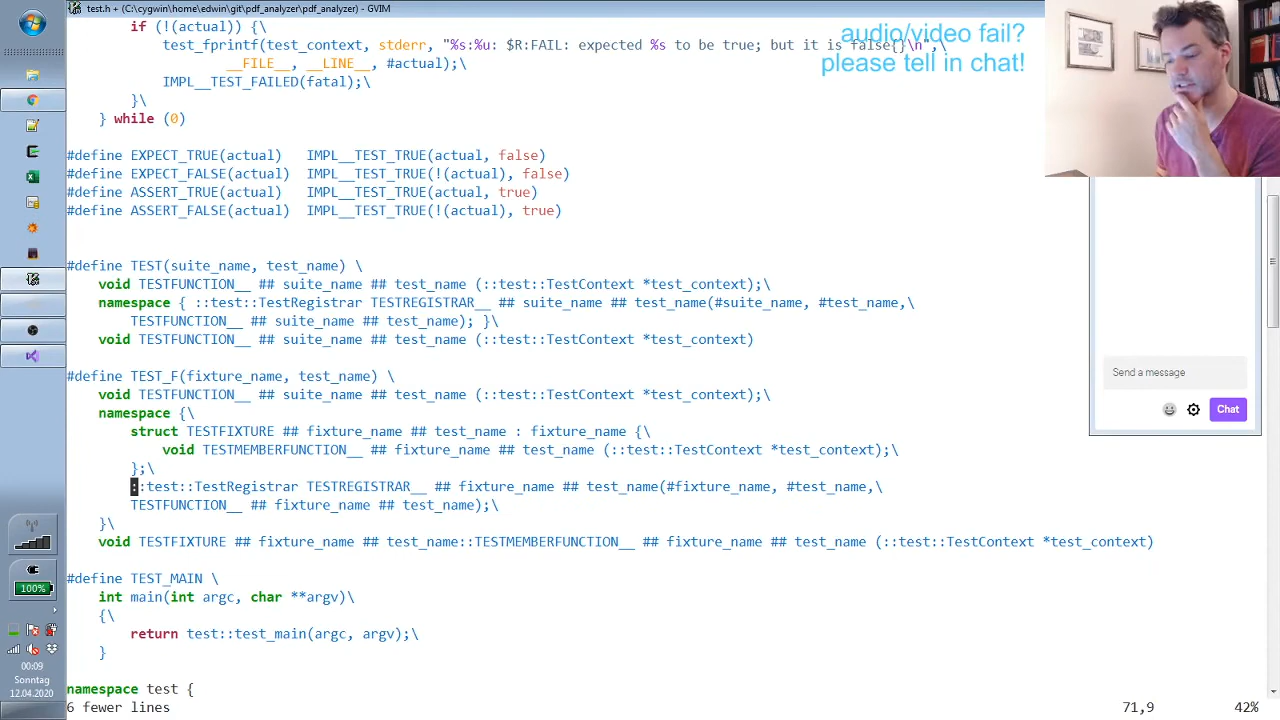 test.h + (C:\cygwin\home\edwin\git\pdf_analyzer\pdf_analyzer) - GVIM
audio/video fail?
please tell in chat!
    if (!(actual)) {\
        test_fprintf(test_context, stderr, "%s:%u: $R:FAIL: expected %s to be true; but it is false{}\n",\
                __FILE__, __LINE__, #actual);\
        IMPL__TEST_FAILED(fatal);\
    }\
} while (0)
#define EXPECT_TRUE(actual)   IMPL__TEST_TRUE(actual, false)
#define EXPECT_FALSE(actual)  IMPL__TEST_TRUE(!(actual), false)
#define ASSERT_TRUE(actual)   IMPL__TEST_TRUE(actual, true)
#define ASSERT_FALSE(actual)  IMPL__TEST_TRUE(!(actual), true)
#define TEST(suite_name, test_name) \
    void TESTFUNCTION__ ## suite_name ## test_name (::test::TestContext *test_context);\
    namespace { ::test::TestRegistrar TESTREGISTRAR__ ## suite_name ## test_name(#suite_name, #test_name,\
        TESTFUNCTION__ ## suite_name ## test_name); }\
    void TESTFUNCTION__ ## suite_name ## test_name (::test::TestContext *test_context)
#define TEST_F(fixture_name, test_name) \
    void TESTFUNCTION__ ## suite_name ## test_name (::test::TestContext *test_context);\
    namespace {\
        struct TESTFIXTURE ## fixture_name ## test_name : fixture_name {\
            void TESTMEMBERFUNCTION__ ## fixture_name ## test_name (::test::TestContext *test_context);\
        };\
        ::test::TestRegistrar TESTREGISTRAR__ ## fixture_name ## test_name(#fixture_name, #test_name,\
        TESTFUNCTION__ ## fixture_name ## test_name);\
    }\
    void TESTFIXTURE ## fixture_name ## test_name::TESTMEMBERFUNCTION__ ## fixture_name ## test_name (::test::TestContext *test_context)
#define TEST_MAIN \
    int main(int argc, char **argv)\
    {\
        return test::test_main(argc, argv);\
    }
namespace test {
6 fewer lines
71,9
42%
Send a message
Chat
100%
00:09
Sonntag
12.04.2020